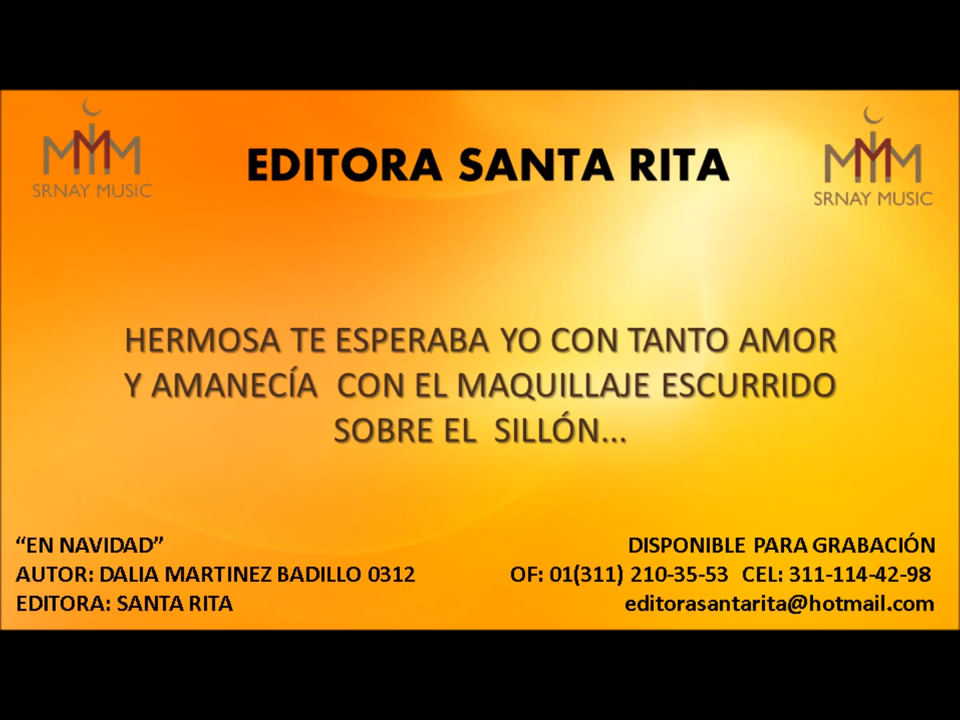 SRNAY MUSIC
EDITORA SANTA RITA
SRNAY MUSIC
HERMOSA TE ESPERABA YO CON TANTO AMOR
Y AMANECÍA CON EL MAQUILLAJE ESCURRIDO
SOBRE EL SILLÓN...
“EN NAVIDAD”
AUTOR: DALIA MARTINEZ BADILLO 0312
EDITORA: SANTA RITA
DISPONIBLE PARA GRABACIÓN
OF: 01(311) 210-35-53 CEL: 311-114-42-98
editorasantarita@hotmail.com